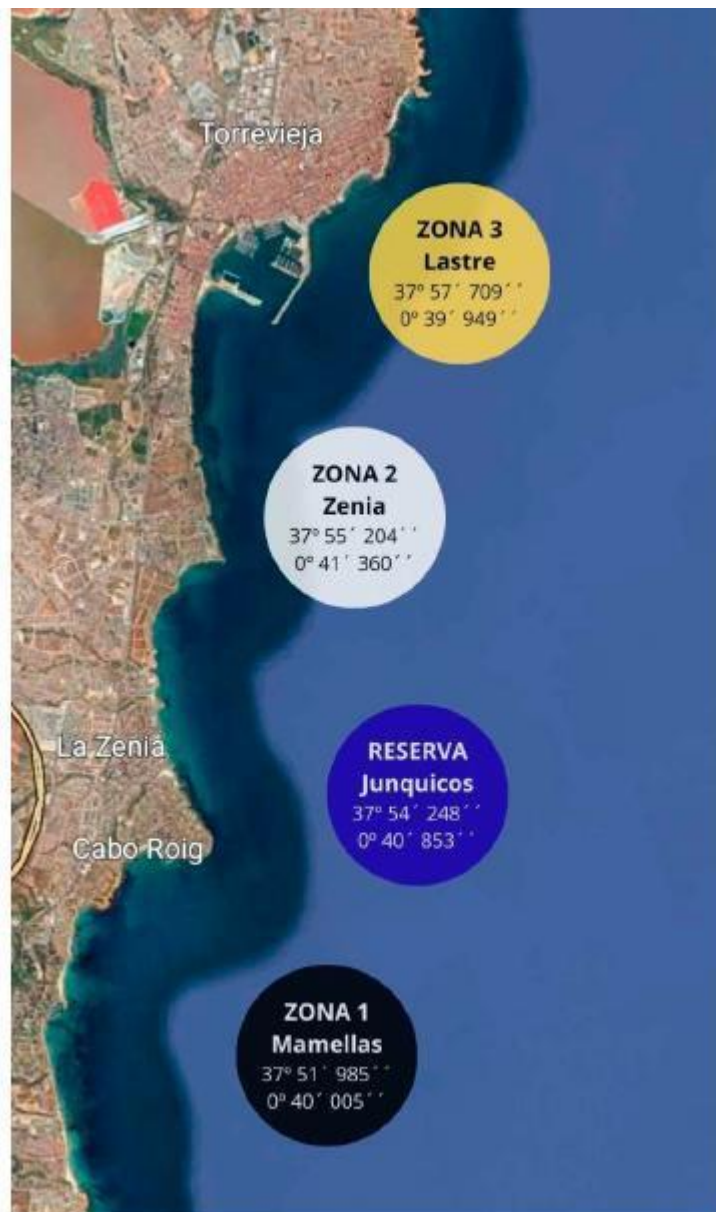 Torrevieja
ZONA 3
Lastre
37º 57´ 709´´
0º 39´ 949´´
ZONA 2
Zenia
37º 55´ 204´´
0º 41´ 360´´
La Zenia
RESERVA
Junquicos
37º 54´ 248´´
0º 40´ 853´´
Cabo Roig
ZONA 1
Mamellas
37º 51´ 985´´
0º 40´ 005´´